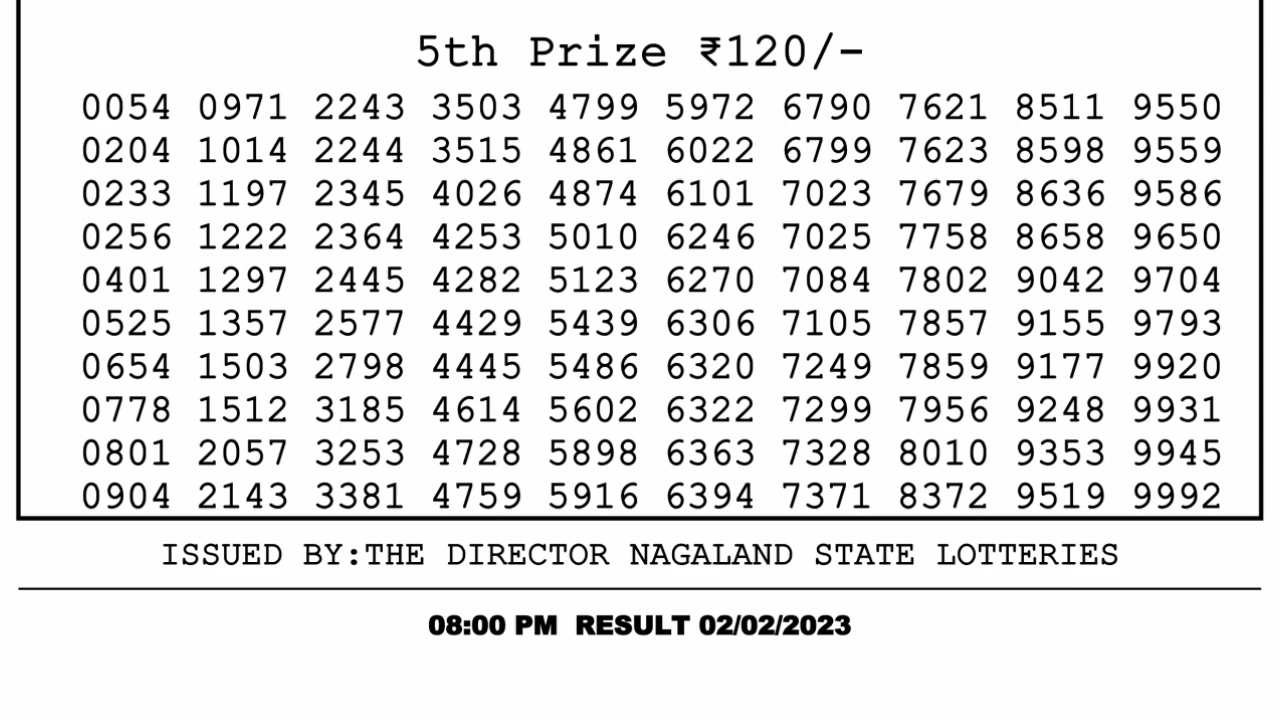 5th Prize ₹120/-
0054 0971 2243 3503 4799 5972 6790 7621 8511 9550
0204 1014 2244 3515 4861 6022 6799 7623 8598 9559
0233 1197 2345 4026 4874 6101 7023 7679 8636 9586
0256 1222 2364 4253 5010 6246 7025 7758 8658 9650
0401 1297 2445 4282 5123 6270 7084 7802 9042 9704
0525 1357 2577 4429 5439 6306 7105 7857 9155 9793
0654 1503 2798 4445 5486 6320 7249 7859 9177 9920
0778 1512 3185 4614 5602 6322 7299 7956 9248 9931
0801 2057 3253 4728 5898 6363 7328 8010 9353 9945
0904 2143 3381 4759 5916 6394 7371 8372 9519 9992
ISSUED BY:THE DIRECTOR NAGALAND STATE LOTTERIES
08:00 PM RESULT 02/02/2023